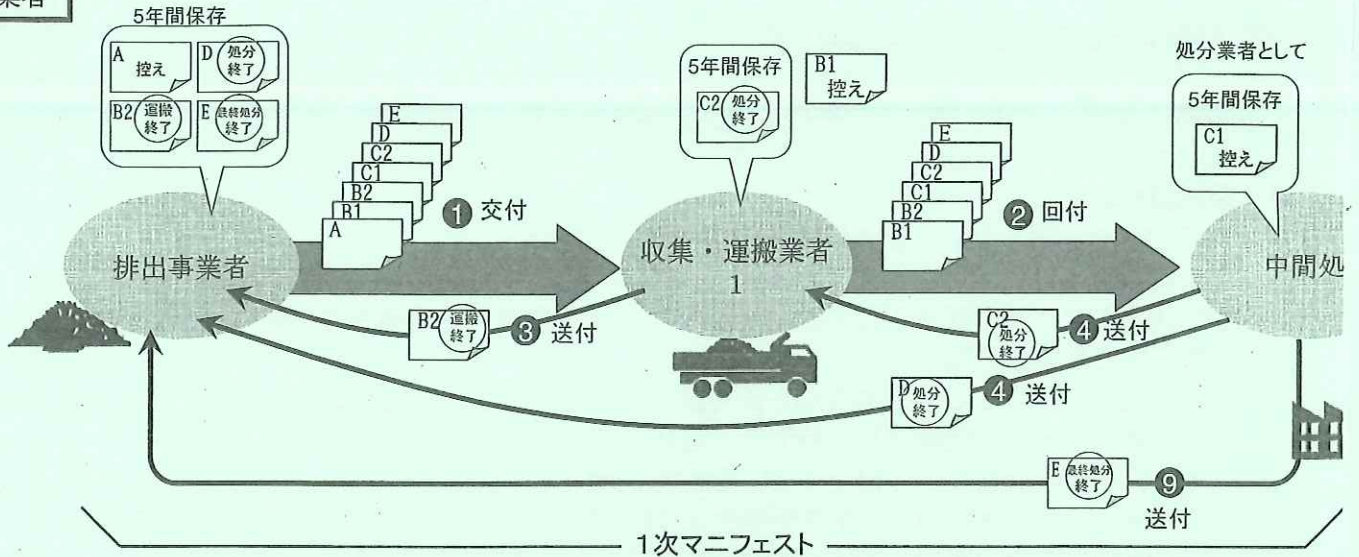 業者
5年間保存
A
控え
D
処分
終了
B2
運搬
終了
E
最終処分
終了
E
D
C2
C1
B2
B1
A
❶ 交付
排出事業者
5年間保存
C2
処分
終了
B1
控え
収集・運搬業者
1
E
D
C2
C1
B2
B1
❷ 回付
処分業者として
5年間保存
C1
控え
中間処
B2
運搬
終了
❸ 送付
C2
処分
終了
❹ 送付
D
処分
終了
❹ 送付
E
最終処分
終了
❾
送付
1次マニフェスト